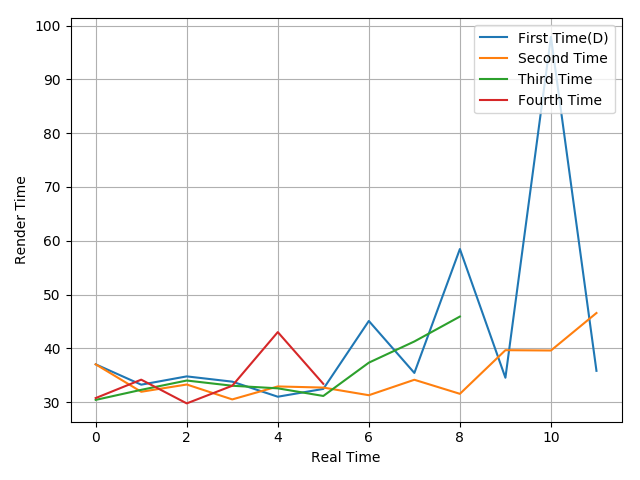 100
90
80
70
60
50
40
30
0
2
4
6
8
10
Render Time
Real Time
First Time(D)
Second Time
Third Time
Fourth Time